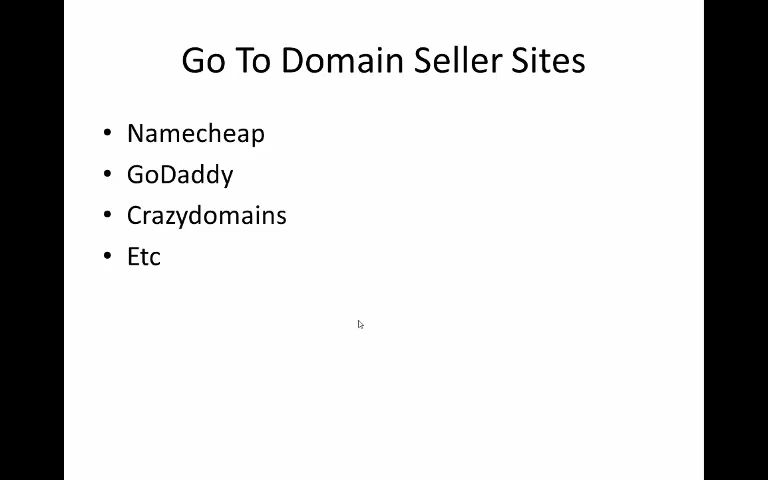 Go To Domain Seller Sites
• Namecheap
• GoDaddy
• Crazydomains
• Etc